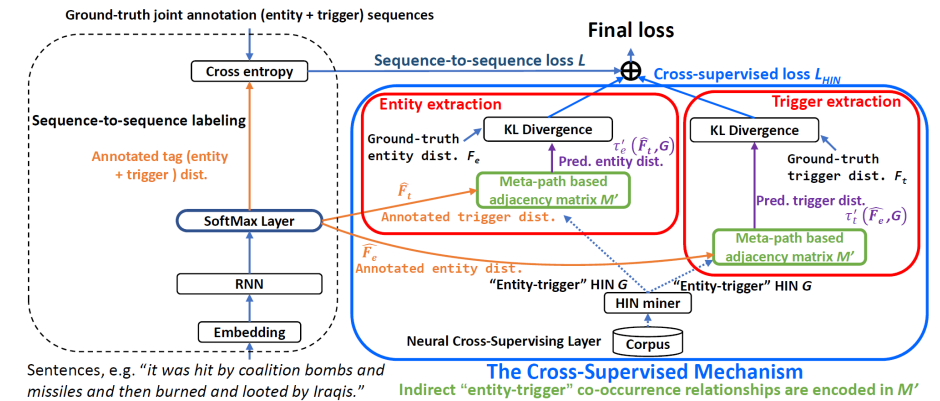 Ground-truth joint annotation (entity + trigger) sequences
Final loss
Cross entropy
Sequence-to-sequence loss L
Cross-supervised loss L_HIN
Entity extraction
Trigger extraction
Sequence-to-sequence labeling
KL Divergence
KL Divergence
Ground-truth
entity dist. F_e
τ'_e (F̂_t, G)
Pred. entity dist.
Ground-truth
trigger dist. F_t
Annotated tag (entity
+ trigger ) dist.
F̂_t
Meta-path based
adjacency matrix M'
Pred. trigger dist.
τ'_t (F̂_e, G)
SoftMax Layer
Annotated trigger dist.
Meta-path based
adjacency matrix M'
F̂_e
Annotated entity dist.
RNN
"Entity-trigger" HIN G
"Entity-trigger" HIN G
HIN miner
Embedding
Neural Cross-Supervising Layer
Corpus
Sentences, e.g. "it was hit by coalition bombs and
missiles and then burned and looted by Iraqis."
The Cross-Supervised Mechanism
Indirect "entity-trigger" co-occurrence relationships are encoded in M'